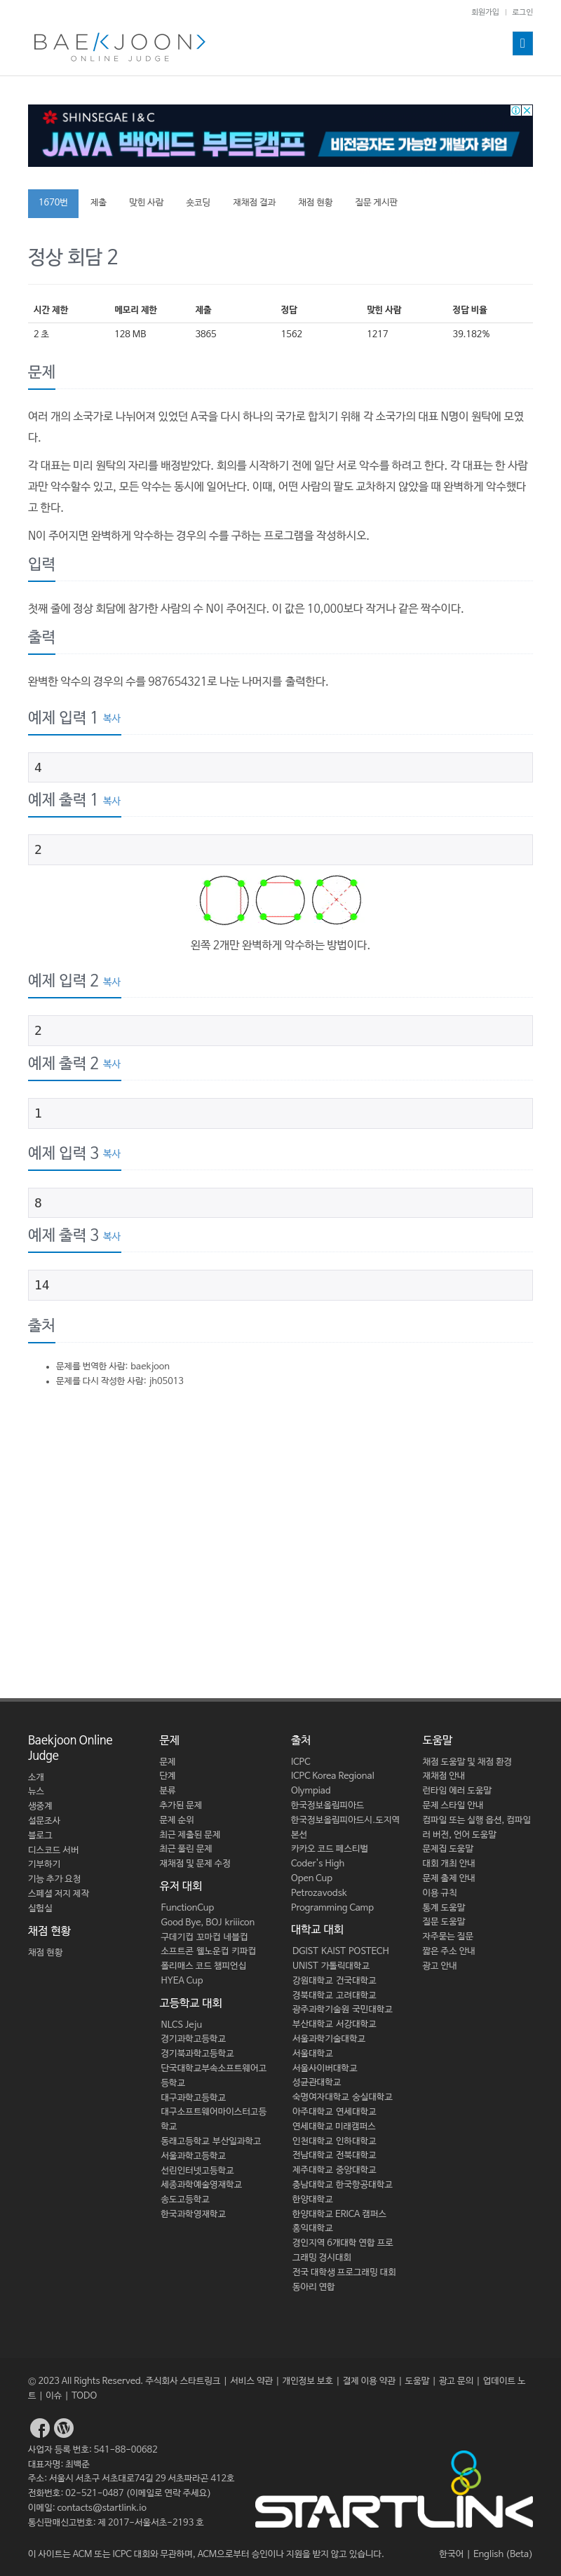 회원가입 | 로그인
BAEKJOON>
ONLINE JUDGE
SHINSEGAE I&C
JAVA 백엔드 부트캠프 비전공자도 가능한 개발자 취업
1670번 제출 맞힌 사람 숏코딩 재채점 결과 채점 현황 질문 게시판
정상 회담 2
시간 제한 메모리 제한 제출 정답 맞힌 사람 정답 비율
2 초 128 MB 3865 1562 1217 39.182%
문제
여러 개의 소국가로 나뉘어져 있었던 A국을 다시 하나의 국가로 합치기 위해 각 소국가의 대표 N명이 원탁에 모였
다.
각 대표는 미리 원탁의 자리를 배정받았다. 회의를 시작하기 전에 일단 서로 악수를 하려고 한다. 각 대표는 한 사람
과만 악수할수 있고, 모든 악수는 동시에 일어난다. 이때, 어떤 사람의 팔도 교차하지 않았을 때 완벽하게 악수했다
고 한다.
N이 주어지면 완벽하게 악수하는 경우의 수를 구하는 프로그램을 작성하시오.
입력
첫째 줄에 정상 회담에 참가한 사람의 수 N이 주어진다. 이 값은 10,000보다 작거나 같은 짝수이다.
출력
완벽한 악수의 경우의 수를 987654321로 나눈 나머지를 출력한다.
예제 입력 1 복사
4
예제 출력 1 복사
2
왼쪽 2개만 완벽하게 악수하는 방법이다.
예제 입력 2 복사
2
예제 출력 2 복사
1
예제 입력 3 복사
8
예제 출력 3 복사
14
출처
• 문제를 번역한 사람: baekjoon
• 문제를 다시 작성한 사람: jh05013
Baekjoon Online
Judge
소개
뉴스
생중계
설문조사
블로그
디스코드 서버
기부하기
기능 추가 요청
스페셜 저지 제작
실험실
채점 현황
채점 현황
문제
문제
단계
분류
추가된 문제
문제 순위
최근 제출된 문제
최근 풀린 문제
재채점 및 문제 수정
유저 대회
FunctionCup
Good Bye, BOJ kriiicon
구데기컵 꼬마컵 네블컵
소프트콘 웰노운컵 키파컵
폴리매스 코드 챔피언십
HYEA Cup
고등학교 대회
NLCS Jeju
경기과학고등학교
경기북과학고등학교
단국대학교부속소프트웨어고
등학교
대구과학고등학교
대구소프트웨어마이스터고등
학교
동래고등학교 부산일과학고
서울과학고등학교
선린인터넷고등학교
세종과학예술영재학교
송도고등학교
한국과학영재학교
출처
ICPC
ICPC Korea Regional
Olympiad
한국정보올림피아드
한국정보올림피아드시.도지역
본선
카카오 코드 페스티벌
Coder's High
Open Cup
Petrozavodsk
Programming Camp
대학교 대회
DGIST KAIST POSTECH
UNIST 가톨릭대학교
강원대학교 건국대학교
경북대학교 고려대학교
광주과학기술원 국민대학교
부산대학교 서강대학교
서울과학기술대학교
서울대학교
서울사이버대학교
성균관대학교
숙명여자대학교 숭실대학교
아주대학교 연세대학교
연세대학교 미래캠퍼스
인천대학교 인하대학교
전남대학교 전북대학교
제주대학교 중앙대학교
충남대학교 한국항공대학교
한양대학교
한양대학교 ERICA 캠퍼스
홍익대학교
경인지역 6개대학 연합 프로
그래밍 경시대회
전국 대학생 프로그래밍 대회
동아리 연합
도움말
채점 도움말 및 채점 환경
재채점 안내
런타임 에러 도움말
문제 스타일 안내
컴파일 또는 실행 옵션, 컴파일
러 버전, 언어 도움말
문제집 도움말
대회 개최 안내
문제 출제 안내
이용 규칙
통계 도움말
질문 도움말
자주묻는 질문
짧은 주소 안내
광고 안내
© 2023 All Rights Reserved. 주식회사 스타트링크 | 서비스 약관 | 개인정보 보호 | 결제 이용 약관 | 도움말 | 광고 문의 | 업데이트 노
트 | 이슈 | TODO
사업자 등록 번호: 541-88-00682
대표자명: 최백준
주소: 서울시 서초구 서초대로74길 29 서초파라곤 412호
전화번호: 02-521-0487 (이메일로 연락 주세요)
이메일: contacts@startlink.io
통신판매신고번호: 제 2017-서울서초-2193 호
STARTLINK
이 사이트는 ACM 또는 ICPC 대회와 무관하며, ACM으로부터 승인이나 지원을 받지 않고 있습니다.
한국어 | English (Beta)